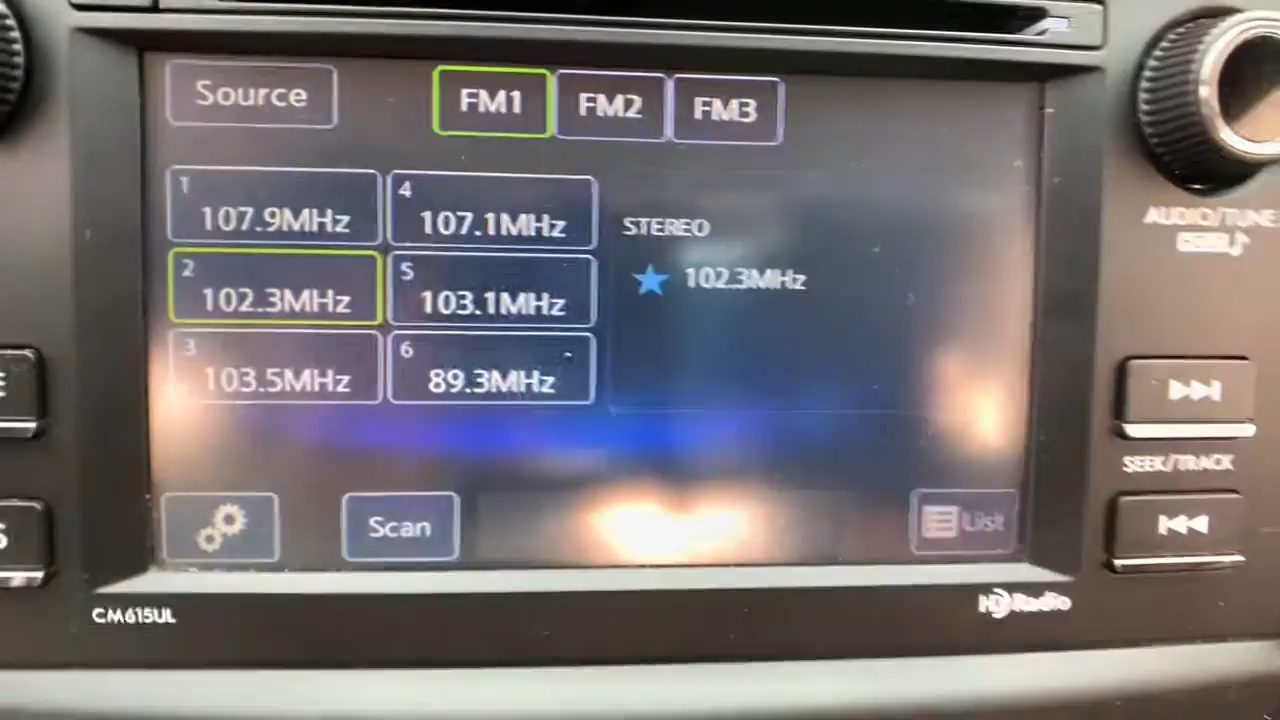 Source
FM1 FM2 FM3
1 107.9MHz
4 107.1MHz
2 102.3MHz
5 103.1MHz
3 103.5MHz
6 89.3MHz
STEREO
102.3MHz
Scan
List
CM615UL
HD Radio
AUDIO/TUNE
SEEK/TRACK